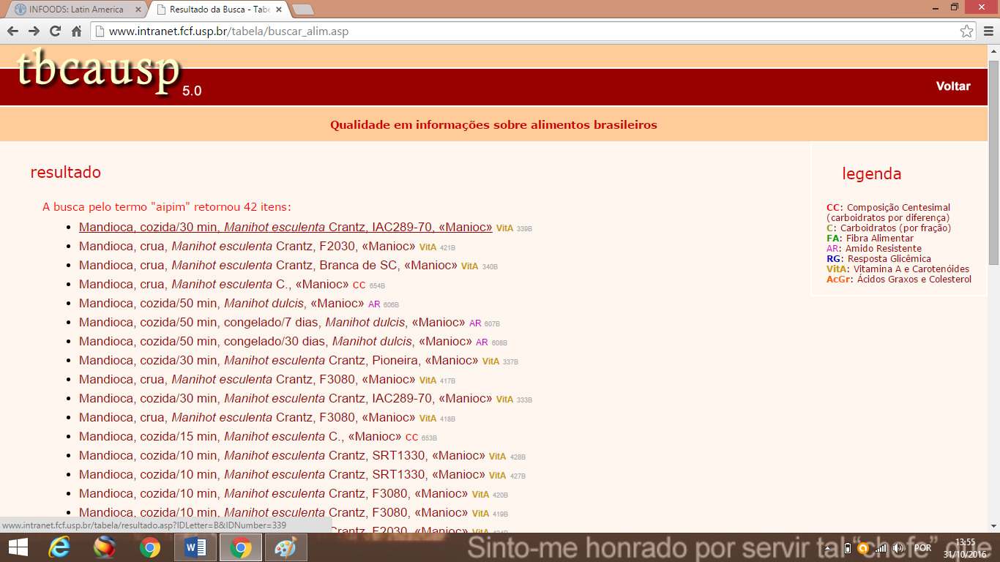 INFOODS: Latin America
Resultado da Busca - Tabe
www.intranet.fcf.usp.br/tabela/buscar_alim.asp
tbcausp 5.0
Voltar
Qualidade em informações sobre alimentos brasileiros
resultado
A busca pelo termo "aipim" retornou 42 itens:
Mandioca, cozida/30 min, Manihot esculenta Crantz, IAC289-70, «Manioc» VitA 339B
Mandioca, crua, Manihot esculenta Crantz, F2030, «Manioc» VitA 421B
Mandioca, crua, Manihot esculenta Crantz, Branca de SC, «Manioc» VitA 340B
Mandioca, crua, Manihot esculenta C., «Manioc» CC 654B
Mandioca, cozida/50 min, Manihot dulcis, «Manioc» AR 606B
Mandioca, cozida/50 min, congelado/7 dias, Manihot dulcis, «Manioc» AR 607B
Mandioca, cozida/50 min, congelado/30 dias, Manihot dulcis, «Manioc» AR 608B
Mandioca, cozida/30 min, Manihot esculenta Crantz, Pioneira, «Manioc» VitA 337B
Mandioca, crua, Manihot esculenta Crantz, F3080, «Manioc» VitA 417B
Mandioca, cozida/30 min, Manihot esculenta Crantz, IAC289-70, «Manioc» VitA 333B
Mandioca, crua, Manihot esculenta Crantz, F3080, «Manioc» VitA 418B
Mandioca, cozida/15 min, Manihot esculenta C., «Manioc» CC 653B
Mandioca, cozida/10 min, Manihot esculenta Crantz, SRT1330, «Manioc» VitA 428B
Mandioca, cozida/10 min, Manihot esculenta Crantz, SRT1330, «Manioc» VitA 427B
Mandioca, cozida/10 min, Manihot esculenta Crantz, F3080, «Manioc» VitA 420B
Mandioca, cozida/10 min, Manihot esculenta Crantz, F3080, «Manioc» VitA 419B
Crantz, F2030, «Manioc» VitA
legenda
CC: Composição Centesimal
(carboidratos por diferença)
C: Carboidratos (por fração)
FA: Fibra Alimentar
AR: Amido Resistente
RG: Resposta Glicêmica
VitA: Vitamina A e Carotenóides
AcGr: Ácidos Graxos e Colesterol
www.intranet.fcf.usp.br/tabela/resultado.asp?IDLetter=B&IDNumber=339
Sinto-me honrado por servir tal “chefe” que
POR
13:55
31/10/2016